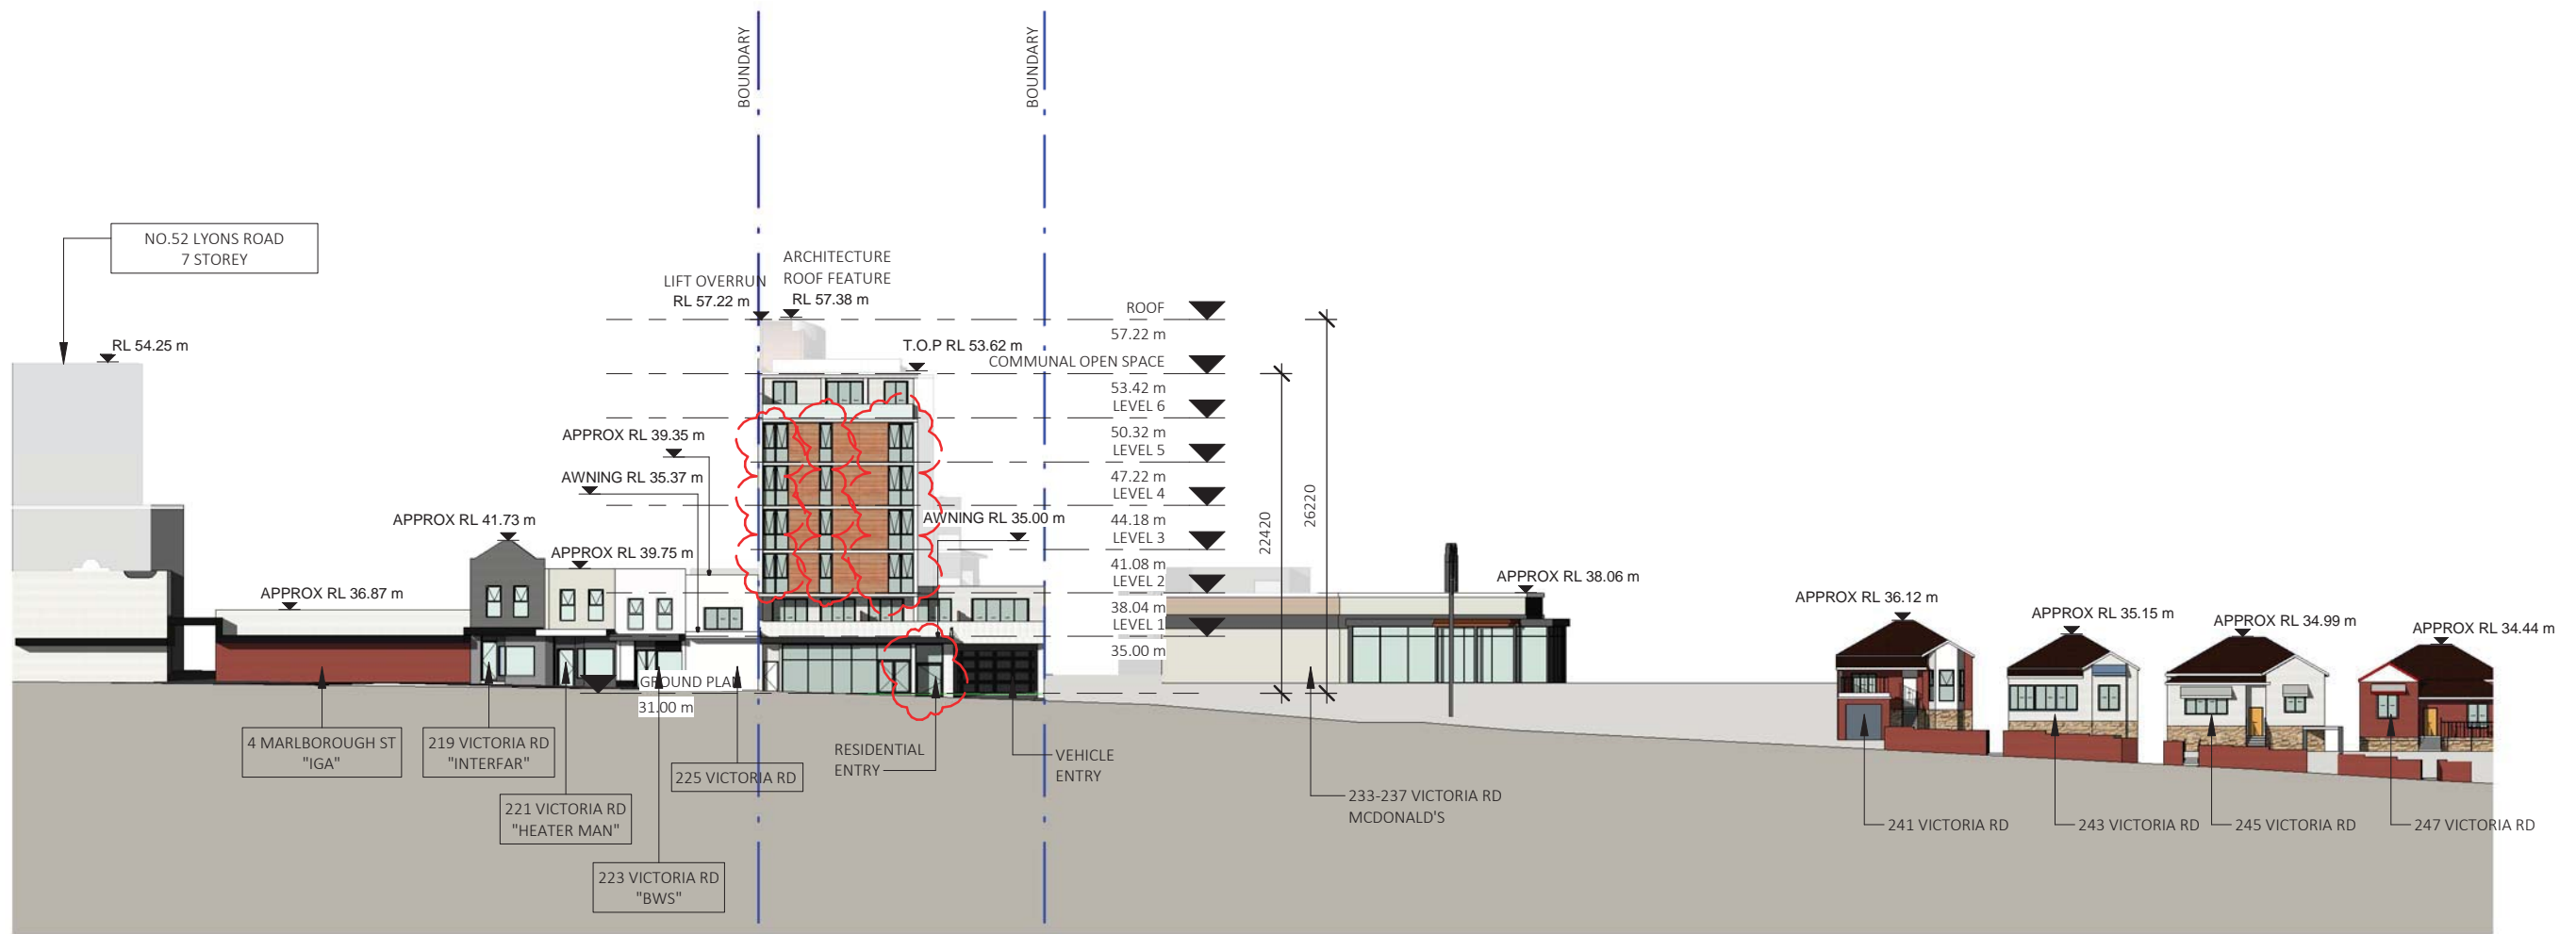 BOUNDARY
BOUNDARY
NO.52 LYONS ROAD
7 STOREY
ARCHITECTURE
ROOF FEATURE
RL 57.38 m
LIFT OVERRUN
RL 57.22 m
ROOF
57.22 m
RL 54.25 m
T.O.P RL 53.62 m
COMMUNAL OPEN SPACE
53.42 m
LEVEL 6
50.32 m
LEVEL 5
47.22 m
LEVEL 4
44.18 m
LEVEL 3
41.08 m
LEVEL 2
38.04 m
LEVEL 1
35.00 m
22420
26220
APPROX RL 39.35 m
AWNING RL 35.37 m
APPROX RL 41.73 m
APPROX RL 39.75 m
APPROX RL 36.87 m
AWNING RL 35.00 m
APPROX RL 38.06 m
APPROX RL 36.12 m
APPROX RL 35.15 m
APPROX RL 34.99 m
APPROX RL 34.44 m
GROUND PLAN
31.00 m
4 MARLBOROUGH ST
"IGA"
219 VICTORIA RD
"INTERFAR"
221 VICTORIA RD
"HEATER MAN"
223 VICTORIA RD
"BWS"
225 VICTORIA RD
RESIDENTIAL
ENTRY
VEHICLE
ENTRY
233-237 VICTORIA RD
MCDONALD'S
241 VICTORIA RD
243 VICTORIA RD
245 VICTORIA RD
247 VICTORIA RD